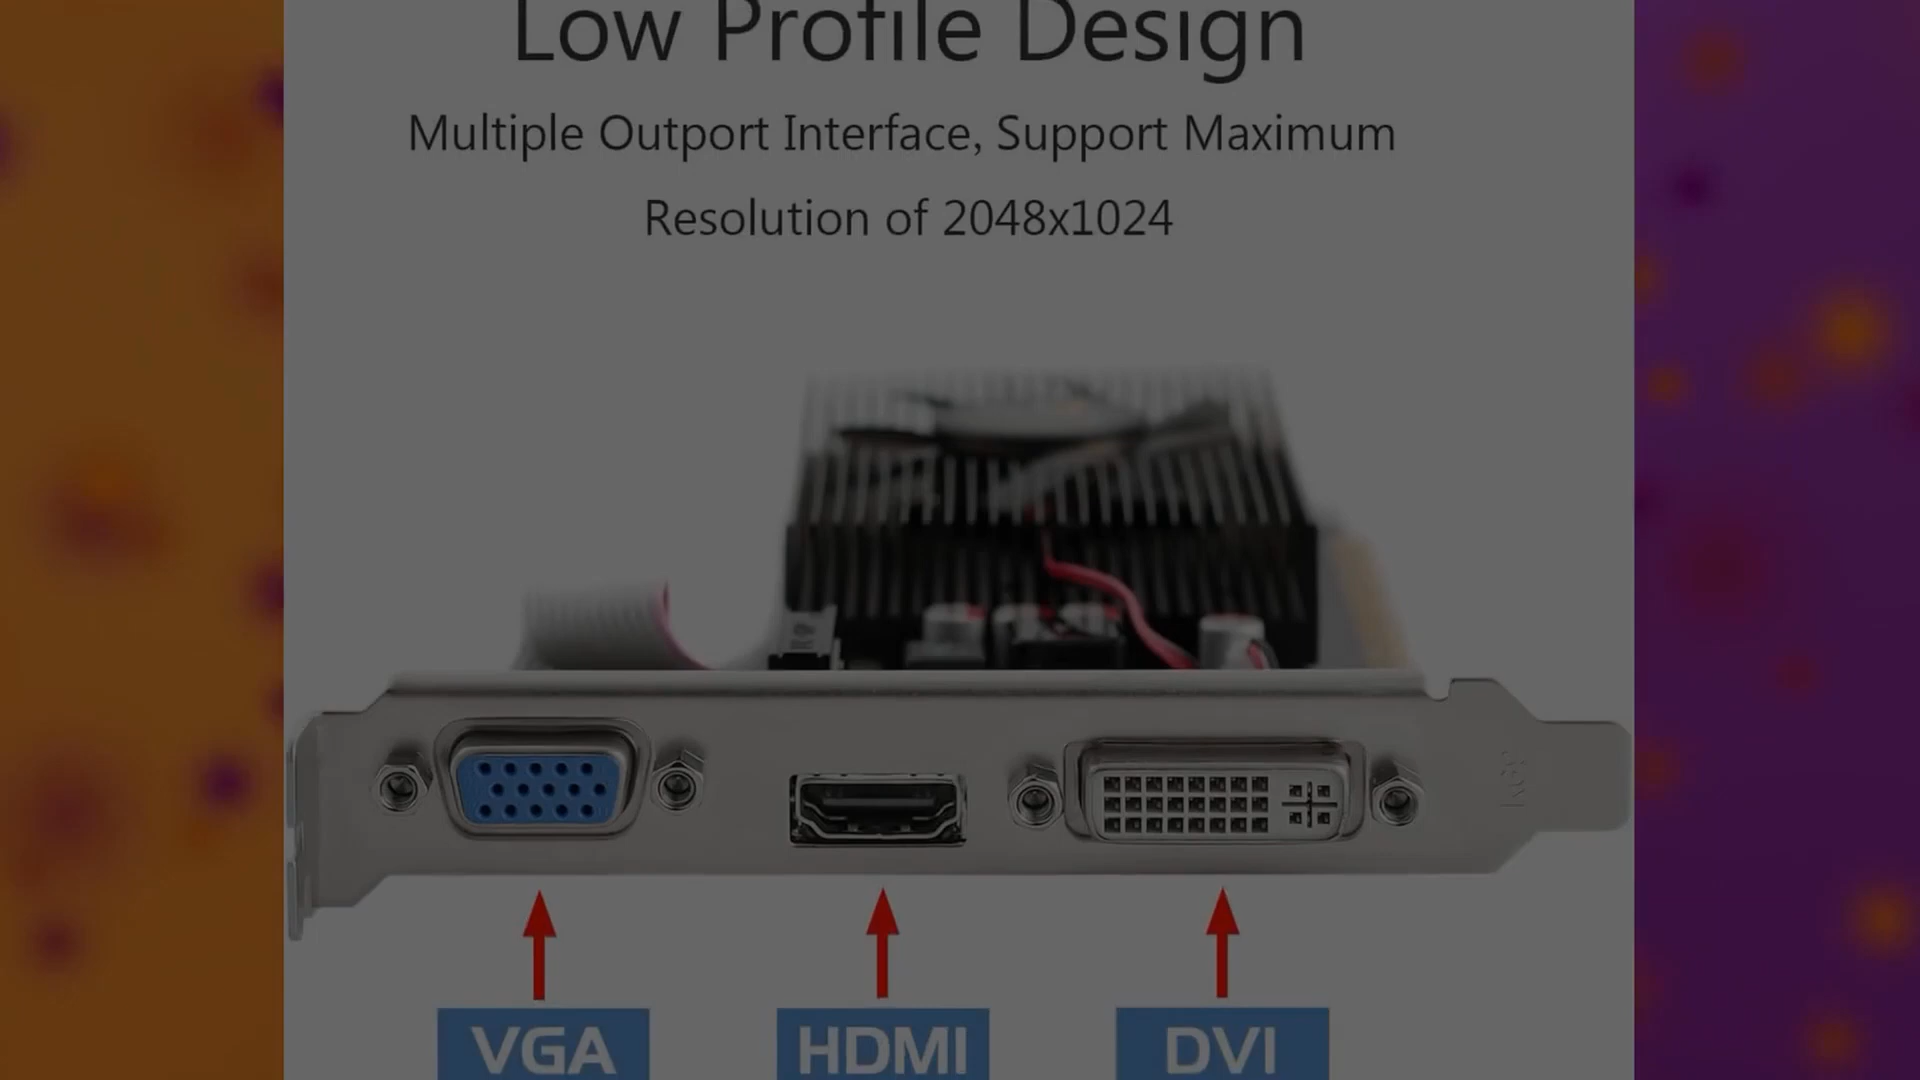 Low Profile Design
Multiple Outport Interface, Support Maximum
Resolution of 2048x1024
VGA
HDMI
DVI